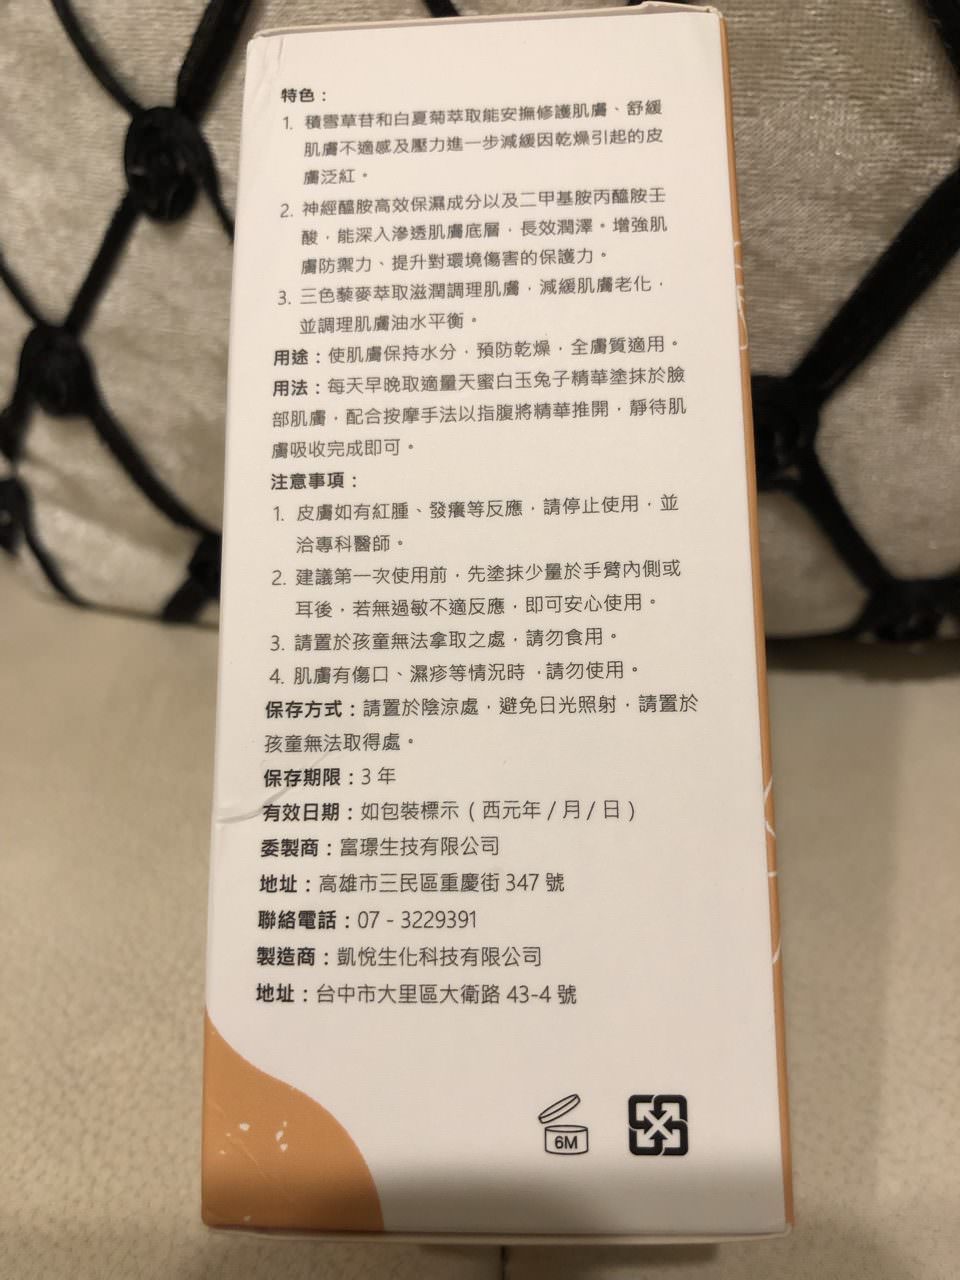 特色：
1. 積雪草苷和白夏菊萃取能安撫修護肌膚、舒緩
肌膚不適感及壓力進一步減緩因乾燥引起的皮
膚泛紅。
2. 神經醯胺高效保濕成分以及二甲基胺丙醯胺壬
酸，能深入滲透肌膚底層，長效潤澤。增強肌
膚防禦力、提升對環境傷害的保護力。
3. 三色藜麥萃取滋潤調理肌膚，減緩肌膚老化，
並調理肌膚油水平衡。
用途：使肌膚保持水分，預防乾燥，全膚質適用。
用法：每天早晚取適量天蜜白玉兔子精華塗抹於臉
部肌膚，配合按摩手法以指腹將精華推開，靜待肌
膚吸收完成即可。
注意事項：
1. 皮膚如有紅腫、發癢等反應，請停止使用，並
洽專科醫師。
2. 建議第一次使用前，先塗抹少量於手臂內側或
耳後，若無過敏不適反應，即可安心使用。
3. 請置於孩童無法拿取之處，請勿食用。
4. 肌膚有傷口、濕疹等情況時，請勿使用。
保存方式：請置於陰涼處，避免日光照射，請置於
孩童無法取得處。
保存期限：3 年
有效日期：如包裝標示（西元年 / 月 / 日）
委製商：富璟生技有限公司
地址：高雄市三民區重慶街 347 號
聯絡電話：07 - 3229391
製造商：凱悅生化科技有限公司
地址：台中市大里區大衛路 43-4 號
6M